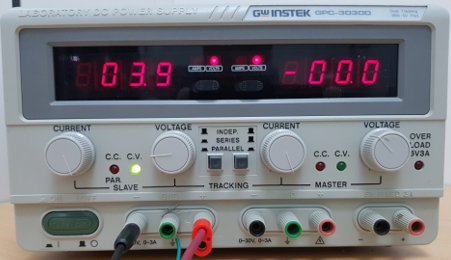 LABORATORY DC POWER SUPPLY
GW INSTEK GPC-3030D
03.9
AMPS VOLTS
AMPS VOLTS
-00.0
CURRENT
VOLTAGE
INDEP.
SERIES
PARALLEL
CURRENT
VOLTAGE
OVER
LOAD
5V3A
C.C. C.V.
C.C. C.V.
PAR.
SLAVE
TRACKING
MASTER
0~30V, 0~3A